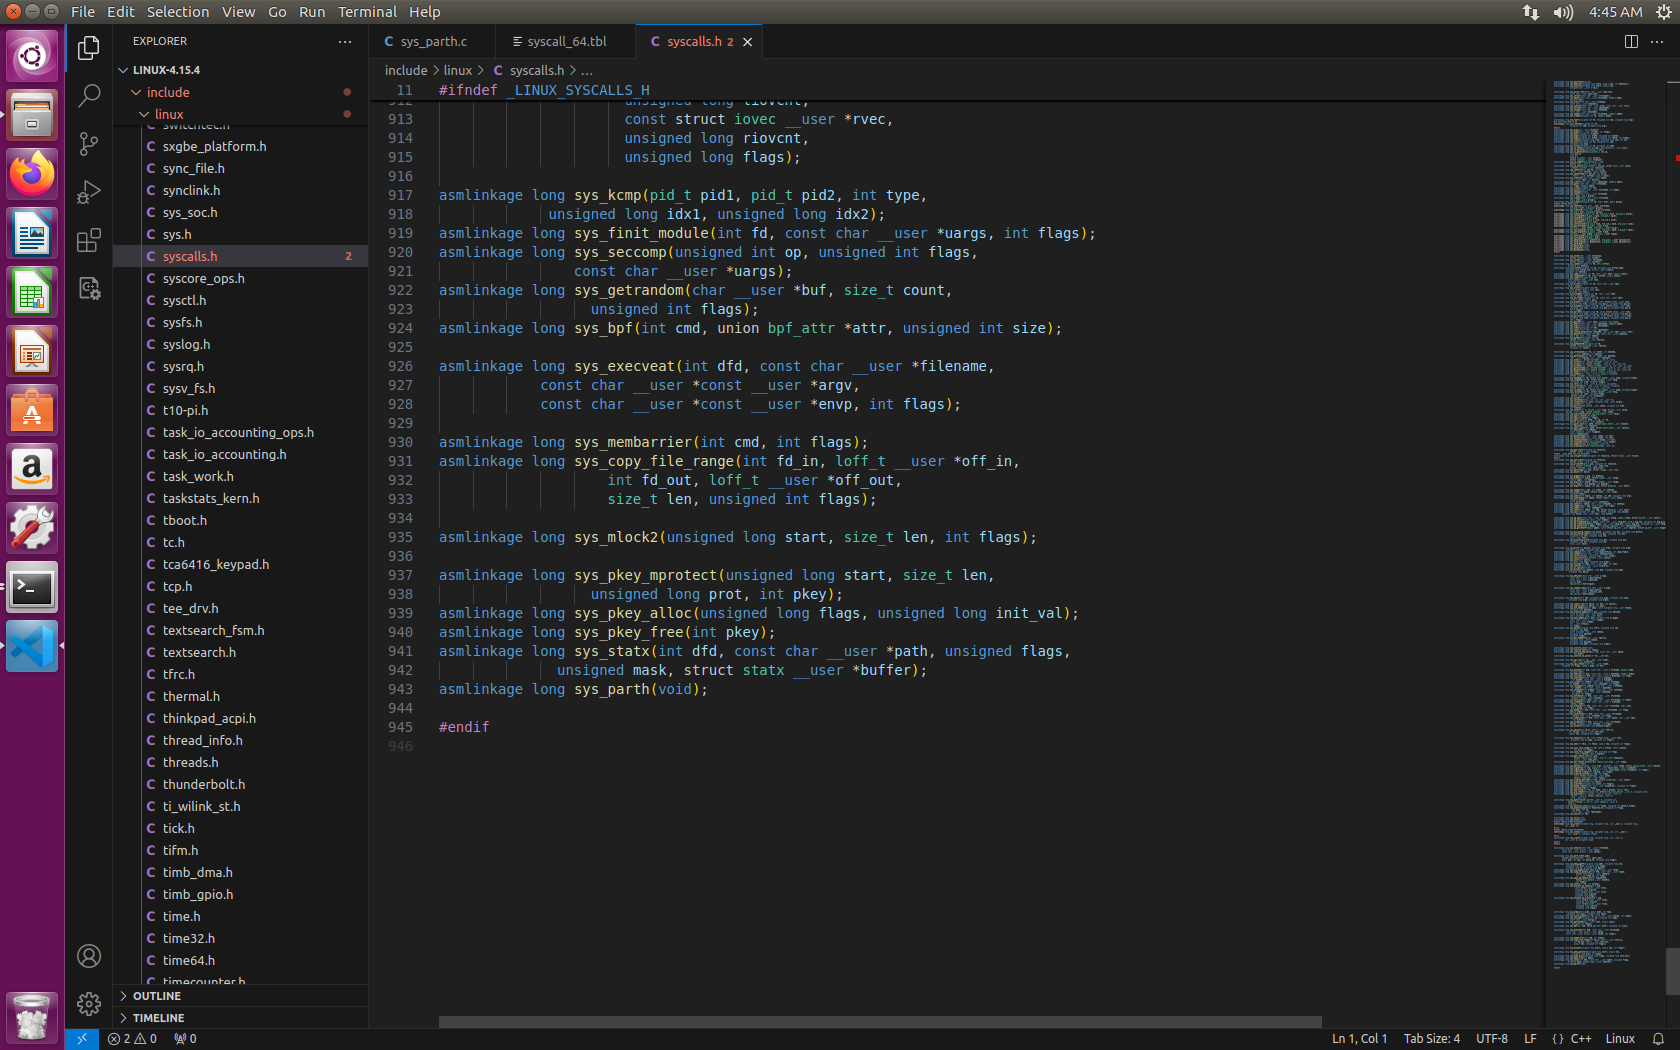 File Edit Selection View Go Run Terminal Help
4:45 AM
EXPLORER
LINUX-4.15.4
include
linux
switchtec.h
sxgbe_platform.h
sync_file.h
synclink.h
sys_soc.h
sys.h
syscalls.h 2
syscore_ops.h
sysctl.h
sysfs.h
syslog.h
sysrq.h
sysv_fs.h
t10-pi.h
task_io_accounting_ops.h
task_io_accounting.h
task_work.h
taskstats_kern.h
tboot.h
tc.h
tca6416_keypad.h
tcp.h
tee_drv.h
textsearch_fsm.h
textsearch.h
tfrc.h
thermal.h
thinkpad_acpi.h
thread_info.h
threads.h
thunderbolt.h
ti_wilink_st.h
tick.h
tifm.h
timb_dma.h
timb_gpio.h
time.h
time32.h
time64.h
timecounter.h
OUTLINE
TIMELINE
sys_parth.c syscall_64.tbl syscalls.h 2
include > linux > C syscalls.h > ...
11 #ifndef _LINUX_SYSCALLS_H
912 unsigned long liovcnt,
913 const struct iovec __user *rvec,
914 unsigned long riovcnt,
915 unsigned long flags);
916
917 asmlinkage long sys_kcmp(pid_t pid1, pid_t pid2, int type,
918 unsigned long idx1, unsigned long idx2);
919 asmlinkage long sys_finit_module(int fd, const char __user *uargs, int flags);
920 asmlinkage long sys_seccomp(unsigned int op, unsigned int flags,
921 const char __user *uargs);
922 asmlinkage long sys_getrandom(char __user *buf, size_t count,
923 unsigned int flags);
924 asmlinkage long sys_bpf(int cmd, union bpf_attr *attr, unsigned int size);
925
926 asmlinkage long sys_execveat(int dfd, const char __user *filename,
927 const char __user *const __user *argv,
928 const char __user *const __user *envp, int flags);
929
930 asmlinkage long sys_membarrier(int cmd, int flags);
931 asmlinkage long sys_copy_file_range(int fd_in, loff_t __user *off_in,
932 int fd_out, loff_t __user *off_out,
933 size_t len, unsigned int flags);
934
935 asmlinkage long sys_mlock2(unsigned long start, size_t len, int flags);
936
937 asmlinkage long sys_pkey_mprotect(unsigned long start, size_t len,
938 unsigned long prot, int pkey);
939 asmlinkage long sys_pkey_alloc(unsigned long flags, unsigned long init_val);
940 asmlinkage long sys_pkey_free(int pkey);
941 asmlinkage long sys_statx(int dfd, const char __user *path, unsigned flags,
942 unsigned mask, struct statx __user *buffer);
943 asmlinkage long sys_parth(void);
944
945 #endif
946
2 0 0
Ln 1, Col 1 Tab Size: 4 UTF-8 LF {} C++ Linux